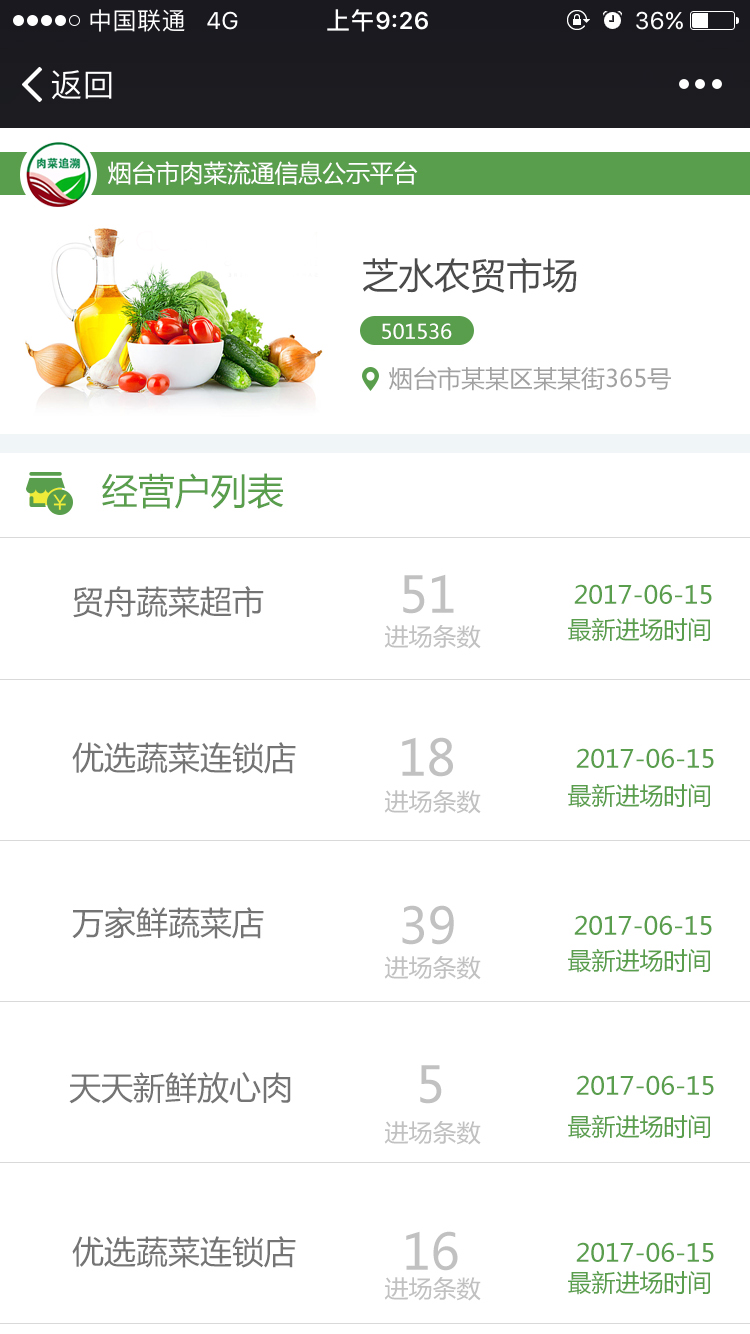 中国联通 4G 上午9:26 36%
返回
肉菜追溯
烟台市肉菜流通信息公示平台
芝水农贸市场
501536
烟台市某某区某某街365号
经营户列表
贸舟蔬菜超市 51 2017-06-15
进场条数 最新进场时间
优选蔬菜连锁店 18 2017-06-15
进场条数 最新进场时间
万家鲜蔬菜店 39 2017-06-15
进场条数 最新进场时间
天天新鲜放心肉 5 2017-06-15
进场条数 最新进场时间
优选蔬菜连锁店 16 2017-06-15
进场条数 最新进场时间